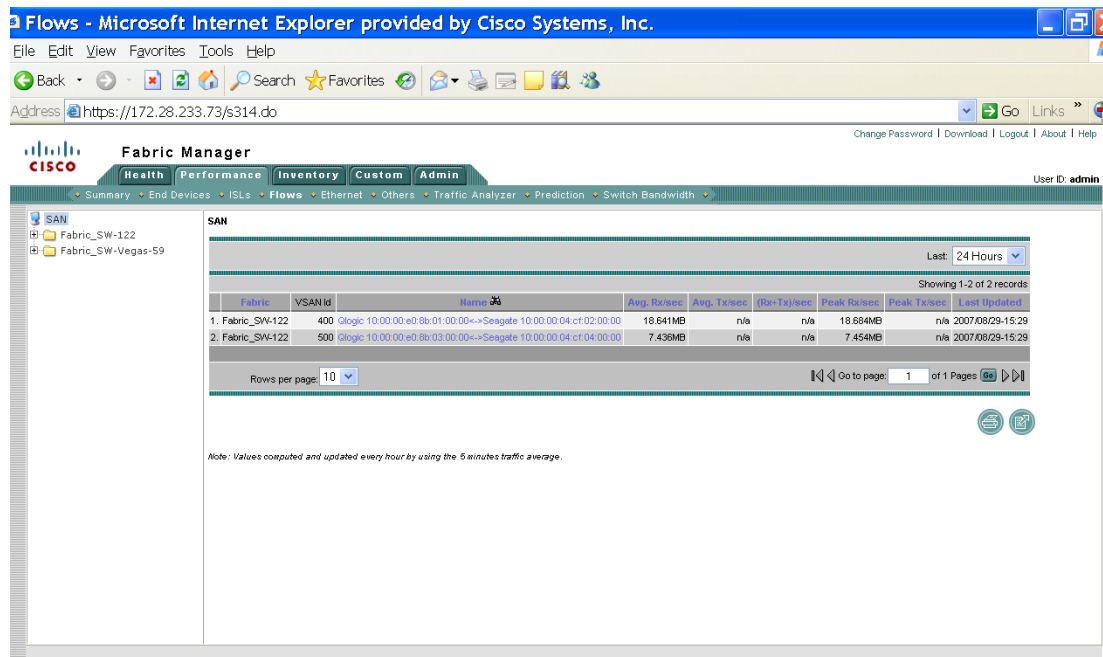 Flows - Microsoft Internet Explorer provided by Cisco Systems, Inc.
File Edit View Favorites Tools Help
Back Search Favorites
Address https://172.28.233.73/s314.do Go Links »
Change Password | Download | Logout | About | Help
CISCO Fabric Manager
Health Performance Inventory Custom Admin
User ID: admin
Summary End Devices ISLs Flows Ethernet Others Traffic Analyzer Prediction Switch Bandwidth
SAN
Fabric_SW-122
Fabric_SW-Vegas-59
SAN
Last: 24 Hours
Showing 1-2 of 2 records
Fabric VSAN Id Name Avg. Rx/sec Avg. Tx/sec (Rx+Tx)/sec Peak Rx/sec Peak Tx/sec Last Updated
1. Fabric_SW-122 400 Qlogic 10:00:00:e0:8b:01:00:00<->Seagate 10:00:00:04:cf:02:00:00 18.641MB n/a n/a 18.684MB n/a 2007/08/29-15:29
2. Fabric_SW-122 500 Qlogic 10:00:00:e0:8b:03:00:00<->Seagate 10:00:00:04:cf:04:00:00 7.436MB n/a n/a 7.454MB n/a 2007/08/29-15:29
Rows per page: 10 Go to page: 1 of 1 Pages Go
Note: Values computed and updated every hour by using the 5 minutes traffic average.